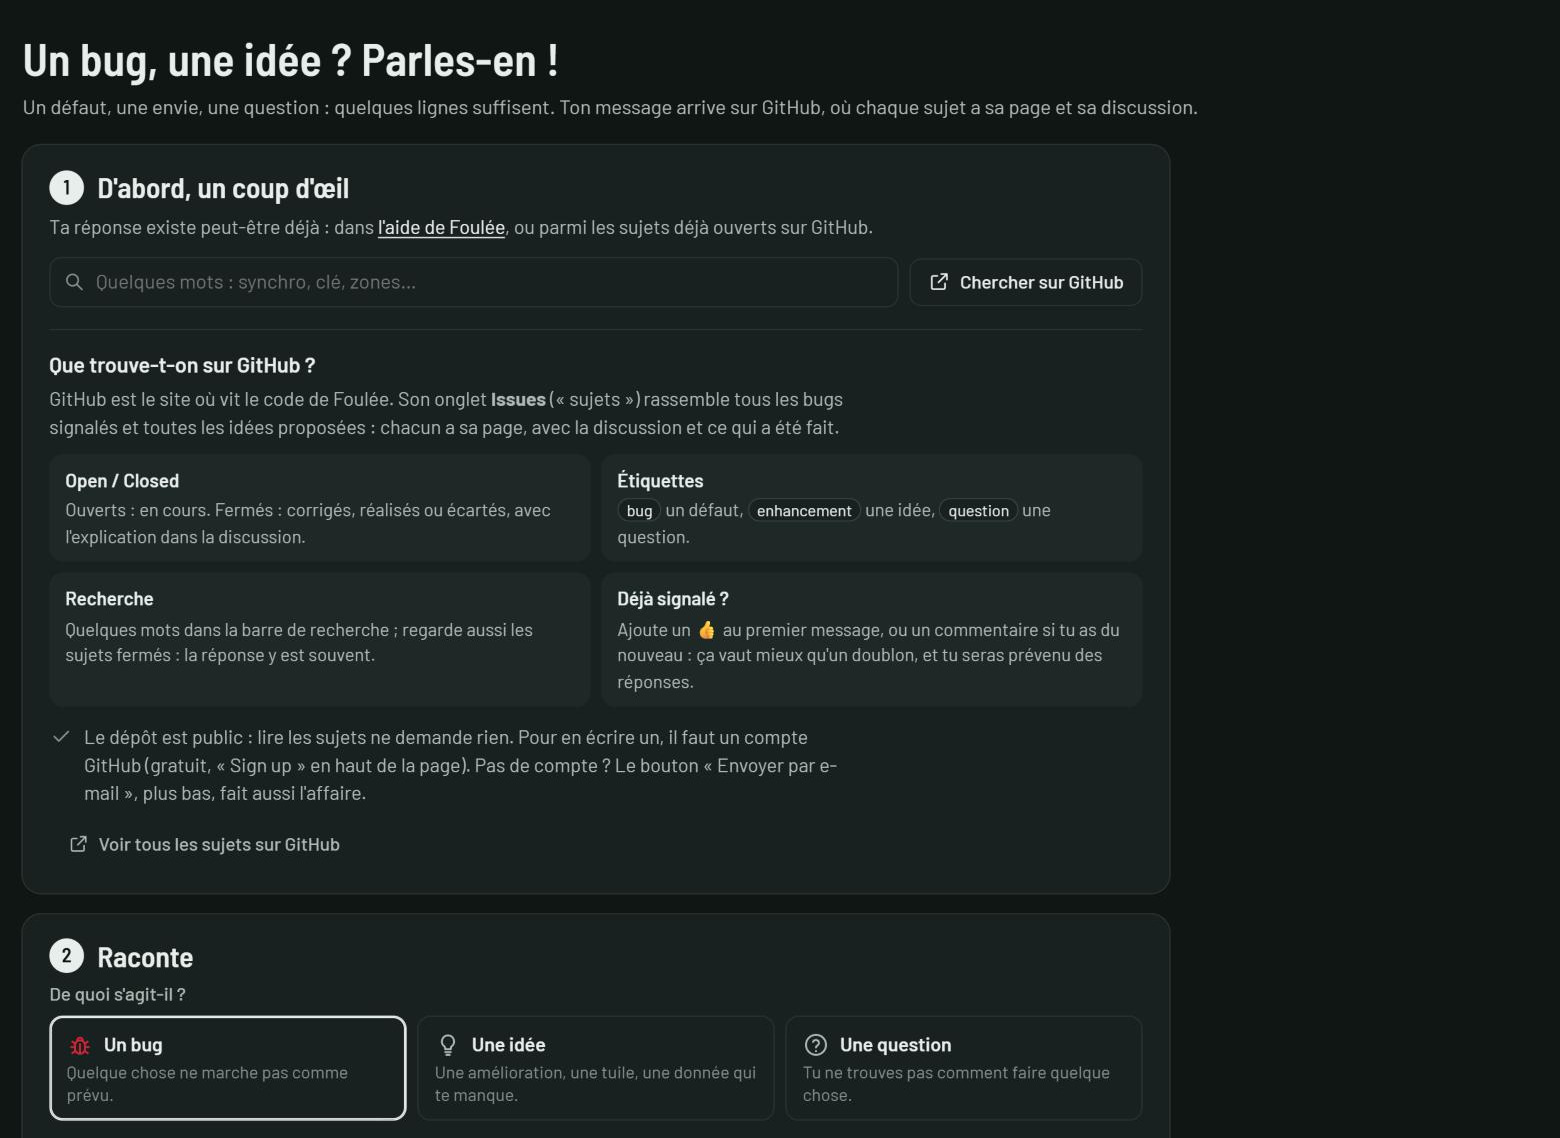 Un bug, une idée ? Parles-en !
Un défaut, une envie, une question : quelques lignes suffisent. Ton message arrive sur GitHub, où chaque sujet a sa page et sa discussion.
1 D'abord, un coup d'œil
Ta réponse existe peut-être déjà : dans l'aide de Foulée, ou parmi les sujets déjà ouverts sur GitHub.
Quelques mots : synchro, clé, zones...
Chercher sur GitHub
Que trouve-t-on sur GitHub ?
GitHub est le site où vit le code de Foulée. Son onglet Issues (« sujets ») rassemble tous les bugs
signalés et toutes les idées proposées : chacun a sa page, avec la discussion et ce qui a été fait.
Open / Closed
Ouverts : en cours. Fermés : corrigés, réalisés ou écartés, avec
l'explication dans la discussion.
Étiquettes
bug un défaut, enhancement une idée, question une
question.
Recherche
Quelques mots dans la barre de recherche ; regarde aussi les
sujets fermés : la réponse y est souvent.
Déjà signalé ?
Ajoute un 👍 au premier message, ou un commentaire si tu as du
nouveau : ça vaut mieux qu'un doublon, et tu seras prévenu des
réponses.
Le dépôt est public : lire les sujets ne demande rien. Pour en écrire un, il faut un compte
GitHub (gratuit, « Sign up » en haut de la page). Pas de compte ? Le bouton « Envoyer par e-
mail », plus bas, fait aussi l'affaire.
Voir tous les sujets sur GitHub
2 Raconte
De quoi s'agit-il ?
Un bug
Quelque chose ne marche pas comme
prévu.
Une idée
Une amélioration, une tuile, une donnée qui
te manque.
Une question
Tu ne trouves pas comment faire quelque
chose.